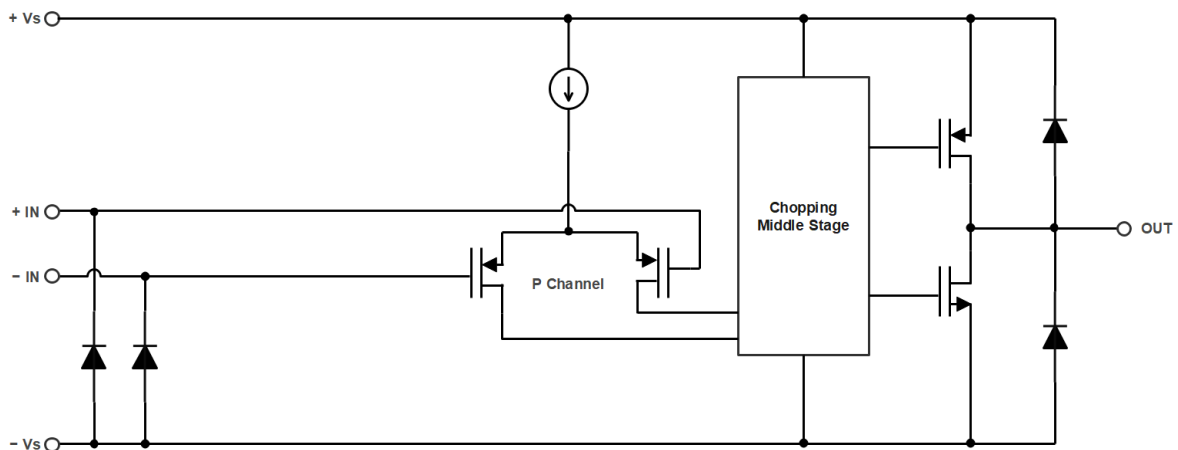 + Vs
+ IN
− IN
P Channel
Chopping
Middle Stage
OUT
− Vs